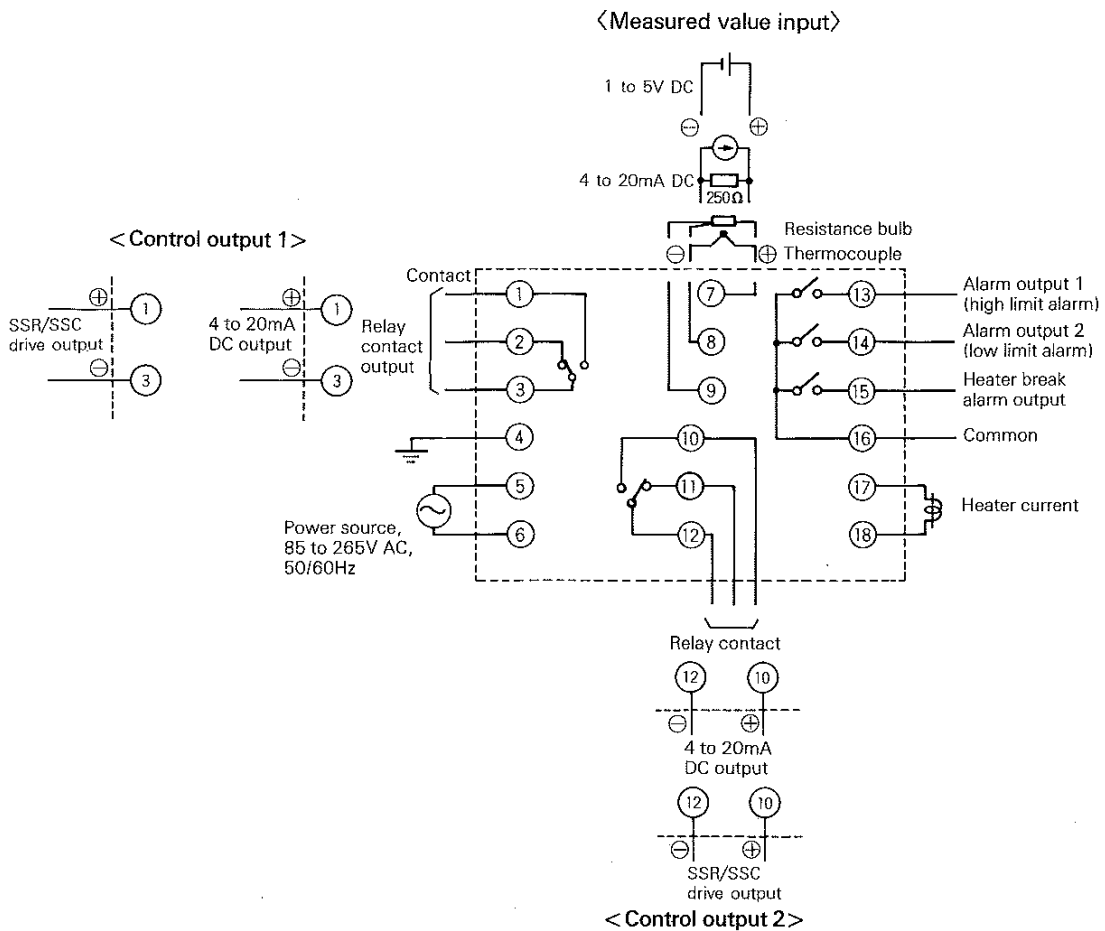 〈Measured value input〉
1 to 5V DC
⊖ ⊕
4 to 20mA DC
250Ω
Resistance bulb
⊖ ⊕ Thermocouple
<Control output 1>
⊕ 1
SSR/SSC
drive output
⊖ 3
⊕ 1
4 to 20mA
DC output
⊖ 3
Contact
Relay
contact
output
1
2
3
4
5
6
Power source,
85 to 265V AC,
50/60Hz
7
8
9
10
11
12
13
14
15
16
17
18
Alarm output 1
(high limit alarm)
Alarm output 2
(low limit alarm)
Heater break
alarm output
Common
Heater current
Relay contact
12 10
⊖ ⊕
4 to 20mA
DC output
12 10
⊖ ⊕
SSR/SSC
drive output
<Control output 2>